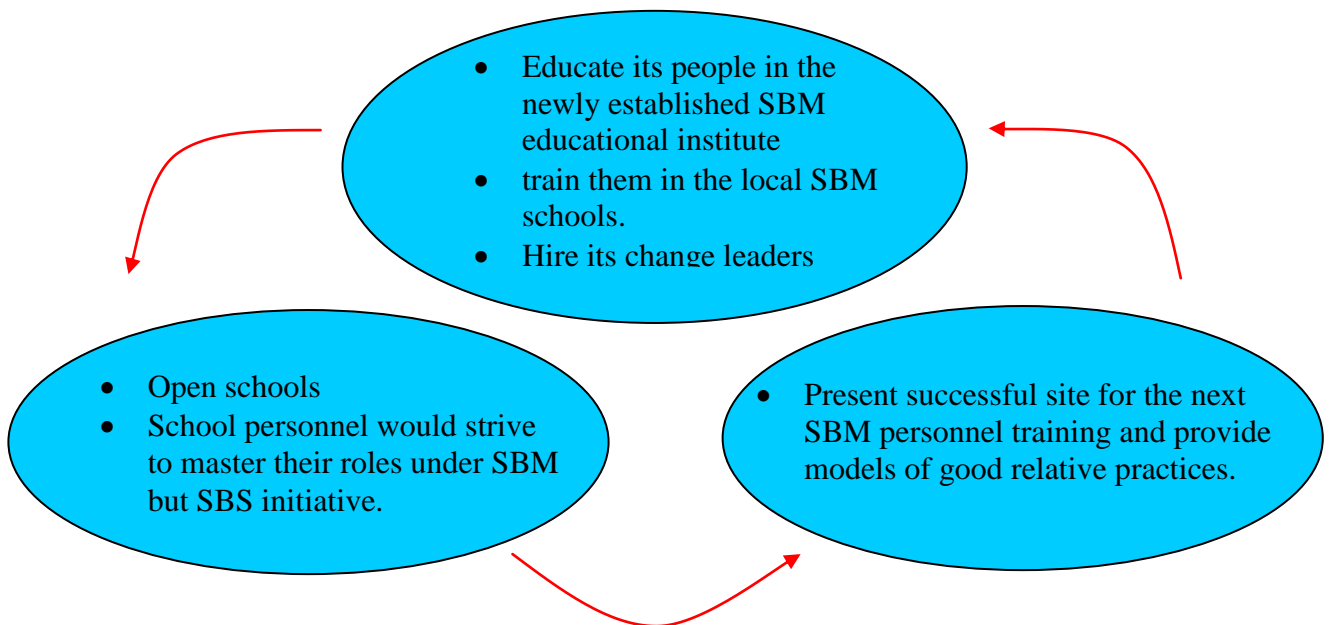 • Educate its people in the
newly established SBM
educational institute
• train them in the local SBM
schools.
• Hire its change leaders
• Open schools
• School personnel would strive
to master their roles under SBM
but SBS initiative.
• Present successful site for the next
SBM personnel training and provide
models of good relative practices.